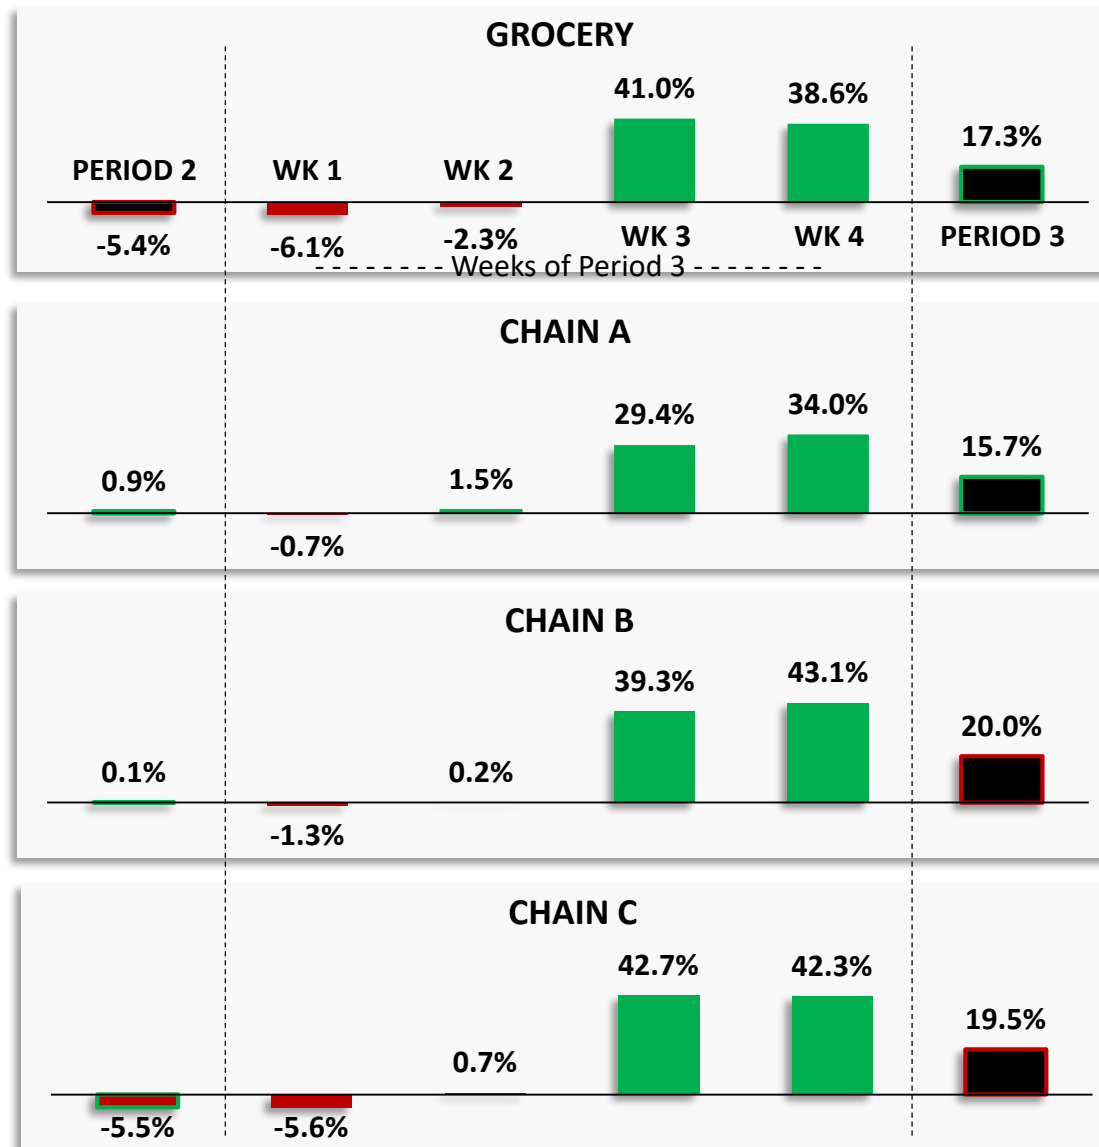 GROCERY
41.0%
38.6%
17.3%
PERIOD 2
WK 1
WK 2
-5.4%
-6.1%
-2.3%
WK 3
WK 4
PERIOD 3
- - - - - - - - Weeks of Period 3 - - - - - - - -
CHAIN A
29.4%
34.0%
15.7%
0.9%
1.5%
-0.7%
CHAIN B
39.3%
43.1%
20.0%
0.1%
0.2%
-1.3%
CHAIN C
42.7%
42.3%
19.5%
0.7%
-5.5%
-5.6%